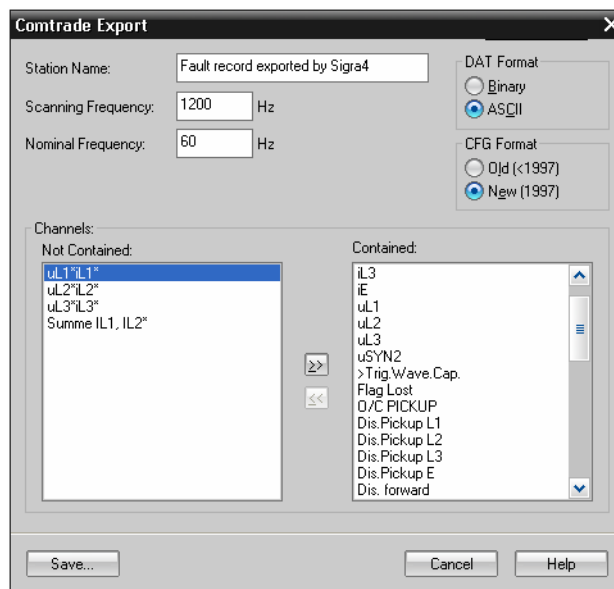 Comtrade Export
Station Name:
Fault record exported by Sigra4
Scanning Frequency:
1200
Hz
Nominal Frequency:
60
Hz
DAT Format
Binary
ASCII
CFG Format
Old (<1997)
New (1997)
Channels:
Not Contained:
uL1*iL1*
uL2*iL2*
uL3*iL3*
Summe IL1, IL2*
>>
<<
Contained:
iL3
iE
uL1
uL2
uL3
uSYN2
>Trig.Wave.Cap.
Flag Lost
O/C PICKUP
Dis.Pickup L1
Dis.Pickup L2
Dis.Pickup L3
Dis.Pickup E
Dis. forward
Save...
Cancel
Help